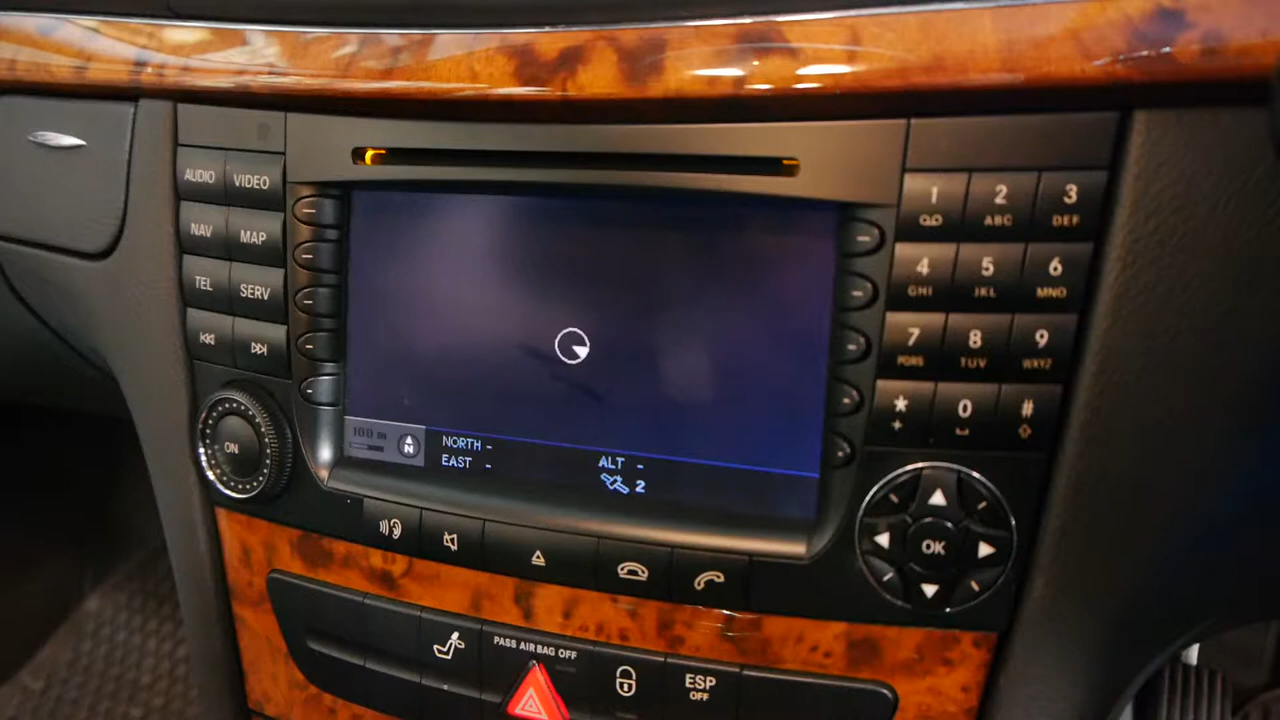 AUDIO VIDEO
NAV MAP
TEL SERV
ON
1
2 ABC
3 DEF
4 GHI
5 JKL
6 MNO
7 PQRS
8 TUV
9 WXYZ
* +
0
#
OK
100 m
N
NORTH - ALT -
EAST - 2
PASS AIR BAG OFF
ESP
OFF